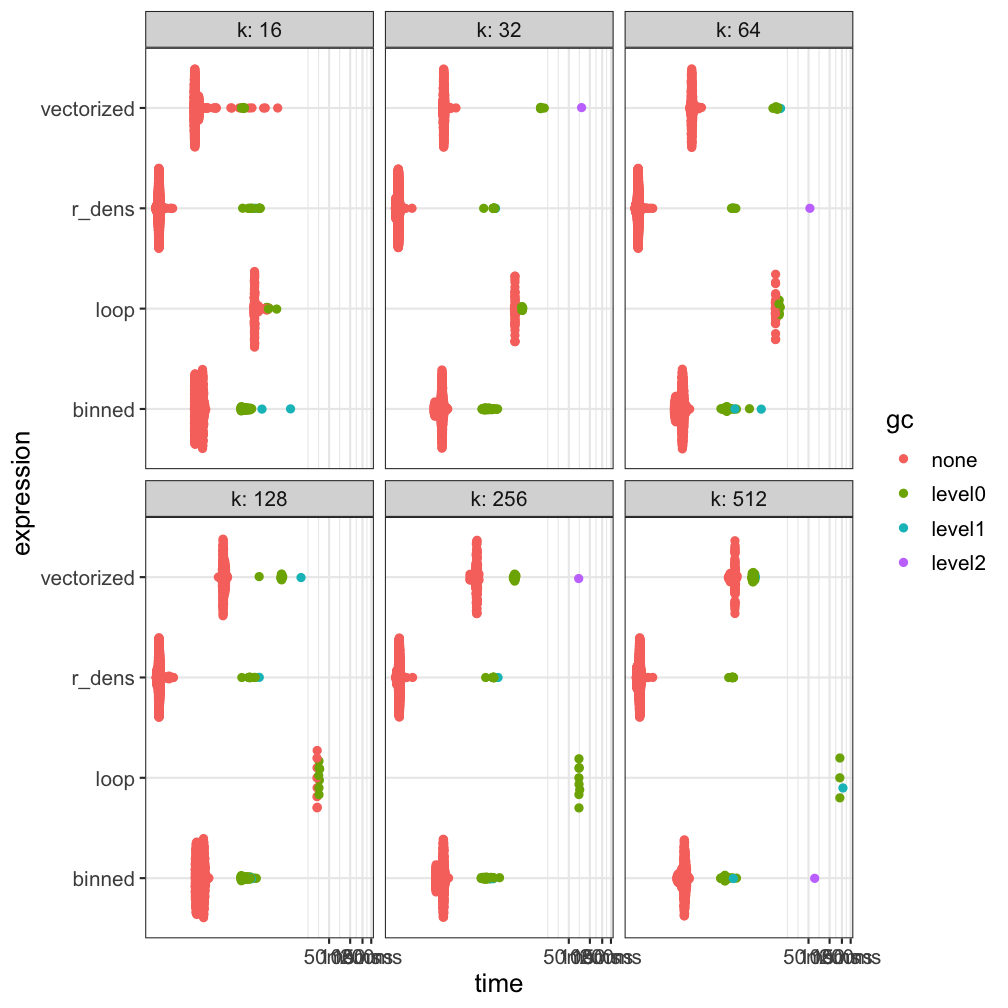 k: 16
k: 32
k: 64
vectorized
r_dens
loop
binned
k: 128
k: 256
k: 512
vectorized
r_dens
loop
binned
expression
time
gc
none
level0
level1
level2